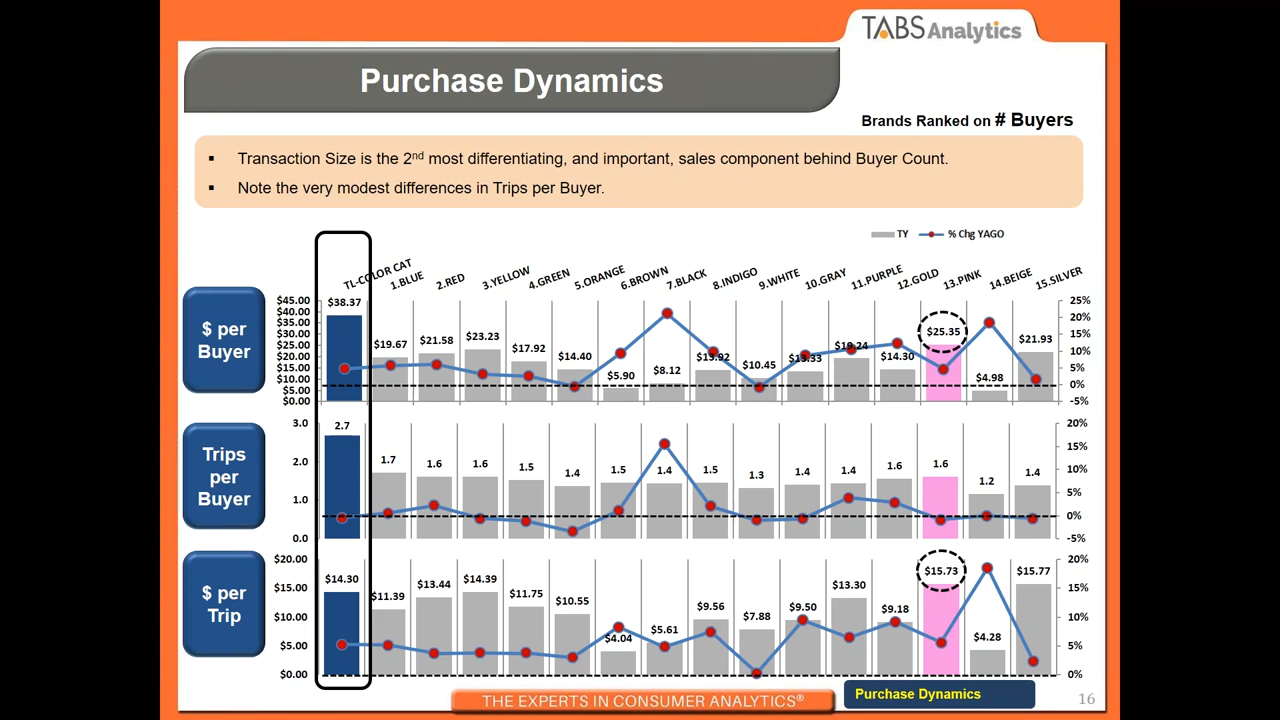 TABS Analytics
Purchase Dynamics
Brands Ranked on # Buyers
▪ Transaction Size is the 2nd most differentiating, and important, sales component behind Buyer Count.
▪ Note the very modest differences in Trips per Buyer.
TY % Chg YAGO
TL-COLOR CAT 1.BLUE 2.RED 3.YELLOW 4.GREEN 5.ORANGE 6.BROWN 7.BLACK 8.INDIGO 9.WHITE 10.GRAY 11.PURPLE 12.GOLD 13.PINK 14.BEIGE 15.SILVER
$ per
Buyer
$45.00
$40.00
$35.00
$30.00
$25.00
$20.00
$15.00
$10.00
$5.00
$0.00
$38.37 $19.67 $21.58 $23.23 $17.92 $14.40 $5.90 $8.12 $13.92 $10.45 $13.33 $19.24 $14.30 $25.35 $4.98 $21.93
25%
20%
15%
10%
5%
0%
-5%
Trips
per
Buyer
3.0
2.0
1.0
0.0
2.7 1.7 1.6 1.6 1.5 1.4 1.5 1.4 1.5 1.3 1.4 1.4 1.6 1.6 1.2 1.4
20%
15%
10%
5%
0%
-5%
$ per
Trip
$20.00
$15.00
$10.00
$5.00
$0.00
$14.30 $11.39 $13.44 $14.39 $11.75 $10.55 $4.04 $5.61 $9.56 $7.88 $9.50 $13.30 $9.18 $15.73 $4.28 $15.77
20%
15%
10%
5%
0%
THE EXPERTS IN CONSUMER ANALYTICS®
Purchase Dynamics
16